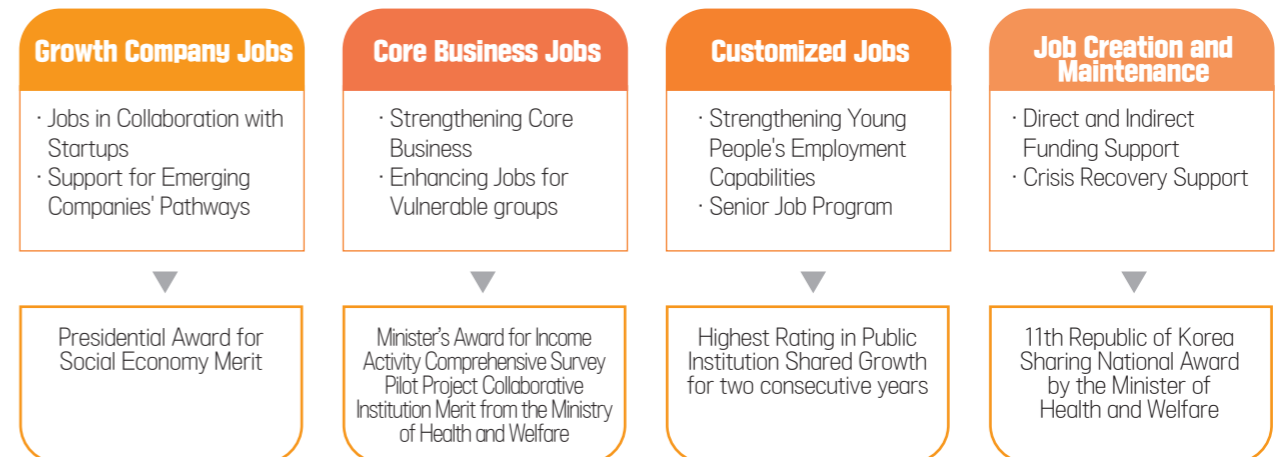 Growth Company Jobs
· Jobs in Collaboration with
Startups
· Support for Emerging
Companies' Pathways
Presidential Award for
Social Economy Merit
Core Business Jobs
· Strengthening Core
Business
· Enhancing Jobs for
Vulnerable groups
Minister's Award for Income
Activity Comprehensive Survey
Pilot Project Collaborative
Institution Merit from the Ministry
of Health and Welfare
Customized Jobs
· Strengthening Young
People's Employment
Capabilities
· Senior Job Program
Highest Rating in Public
Institution Shared Growth
for two consecutive years
Job Creation and
Maintenance
· Direct and Indirect
Funding Support
· Crisis Recovery Support
11th Republic of Korea
Sharing National Award
by the Minister of
Health and Welfare